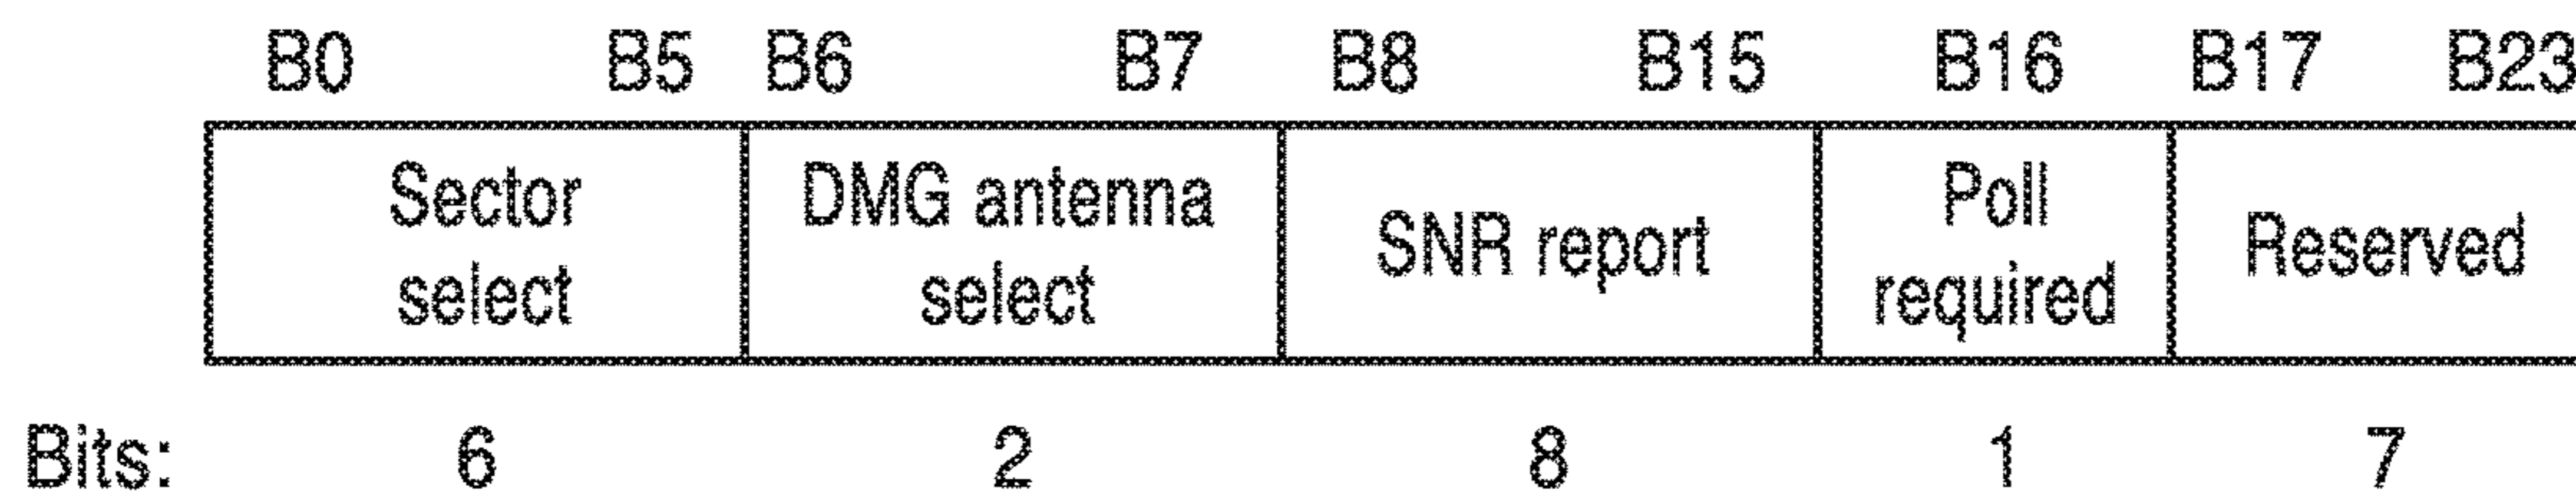 B0 B5 B6 B7 B8 B15 B16 B17 B23
Sector select DMG antenna select SNR report Poll required Reserved
Bits: 6 2 8 1 7